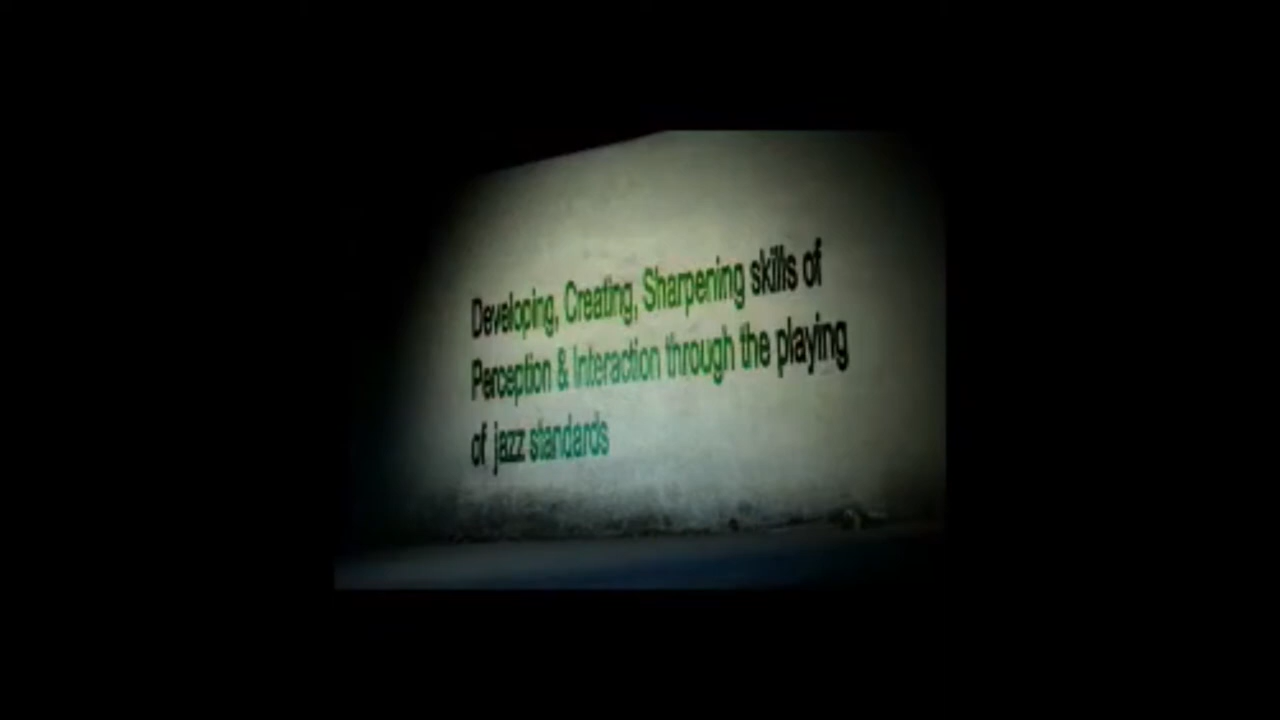 Developing, Creating, Sharpening skills of
Perception & Interaction through the playing
of jazz standards